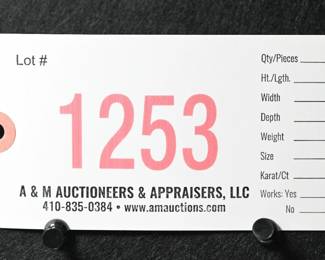 Lot #
1253
A & M AUCTIONEERS & APPRAISERS, LLC
410-835-0384 • www.amauctions.com
Qty/Pieces
Ht./Lgth.
Width
Depth
Weight
Size
Karat/Ct
Works: Yes
No